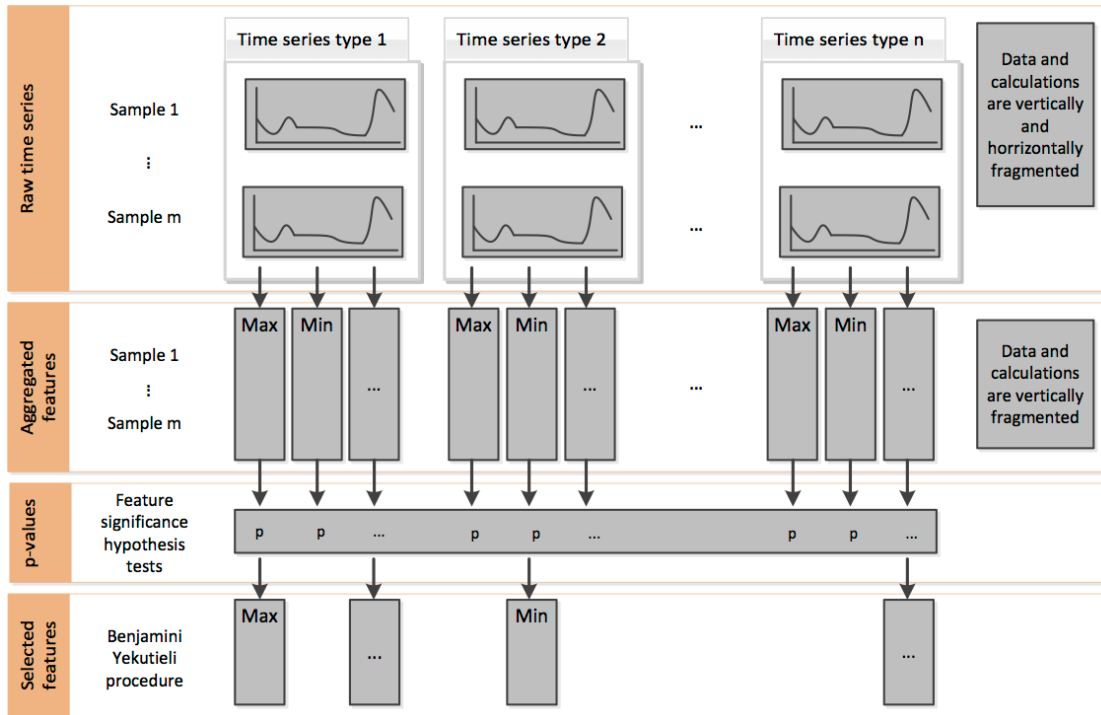 Raw time series
Time series type 1
Time series type 2
Time series type n
Sample 1
⋮
Sample m
...
...
Data and
calculations
are vertically
and
horrizontally
fragmented
Aggregated
features
Sample 1
⋮
Sample m
Max
Min
...
Max
Min
...
...
Max
Min
...
Data and
calculations
are vertically
fragmented
p-values
Feature
significance
hypothesis
tests
p p ... p p ... p p ...
Selected
features
Benjamini
Yekutieli
procedure
Max
...
Min
...